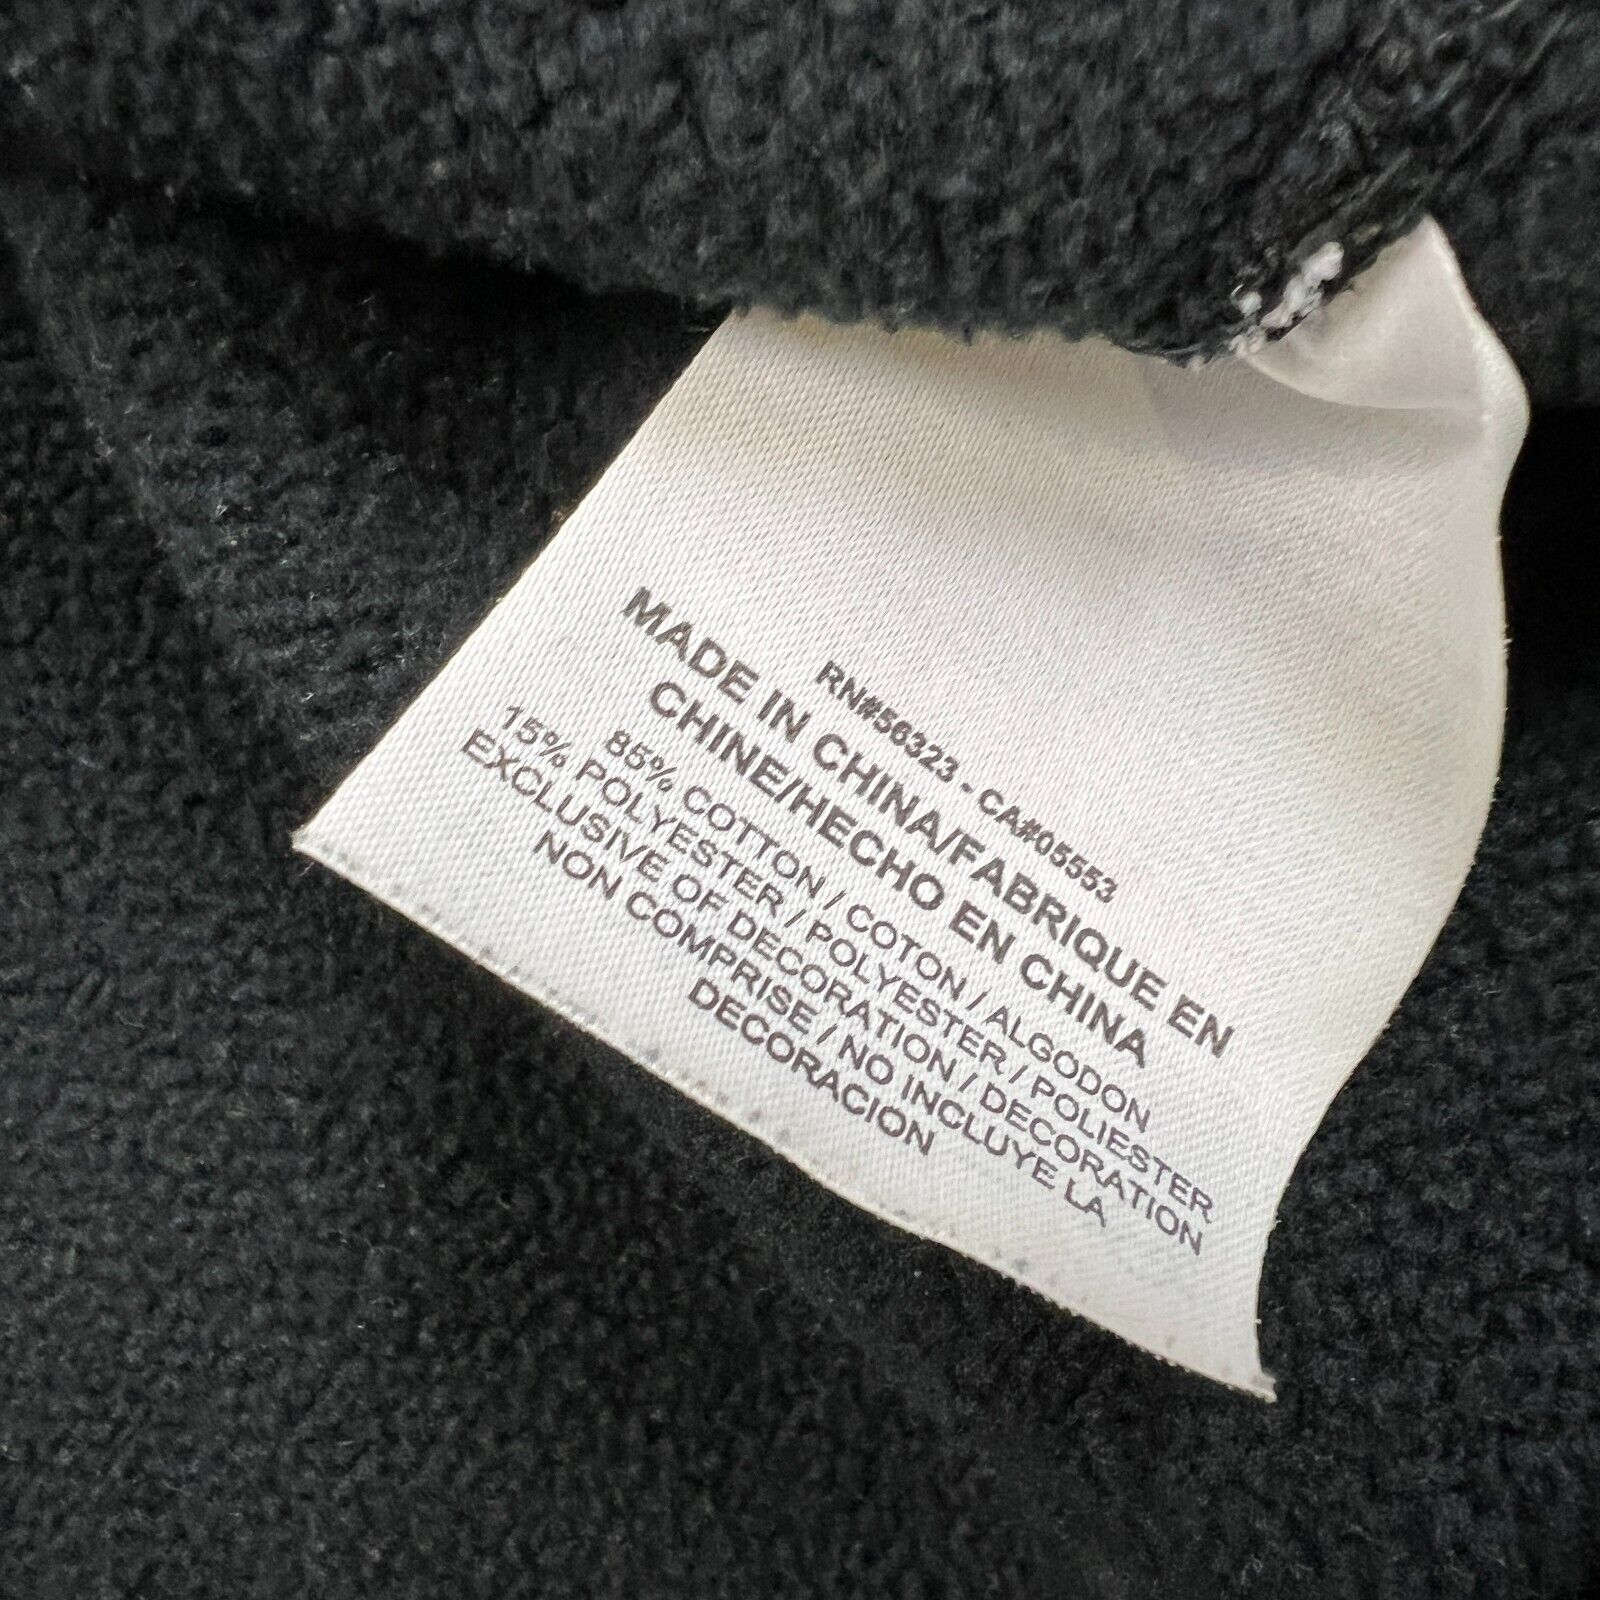 RN#56323 - CA#05553
MADE IN CHINA/FABRIQUE EN
CHINE/HECHO EN CHINA
85% COTTON / COTON / ALGODON
15% POLYESTER / POLYESTER / POLIESTER
EXCLUSIVE OF DECORATION / DECORATION
NON COMPRISE / NO INCLUYE LA
DECORACION